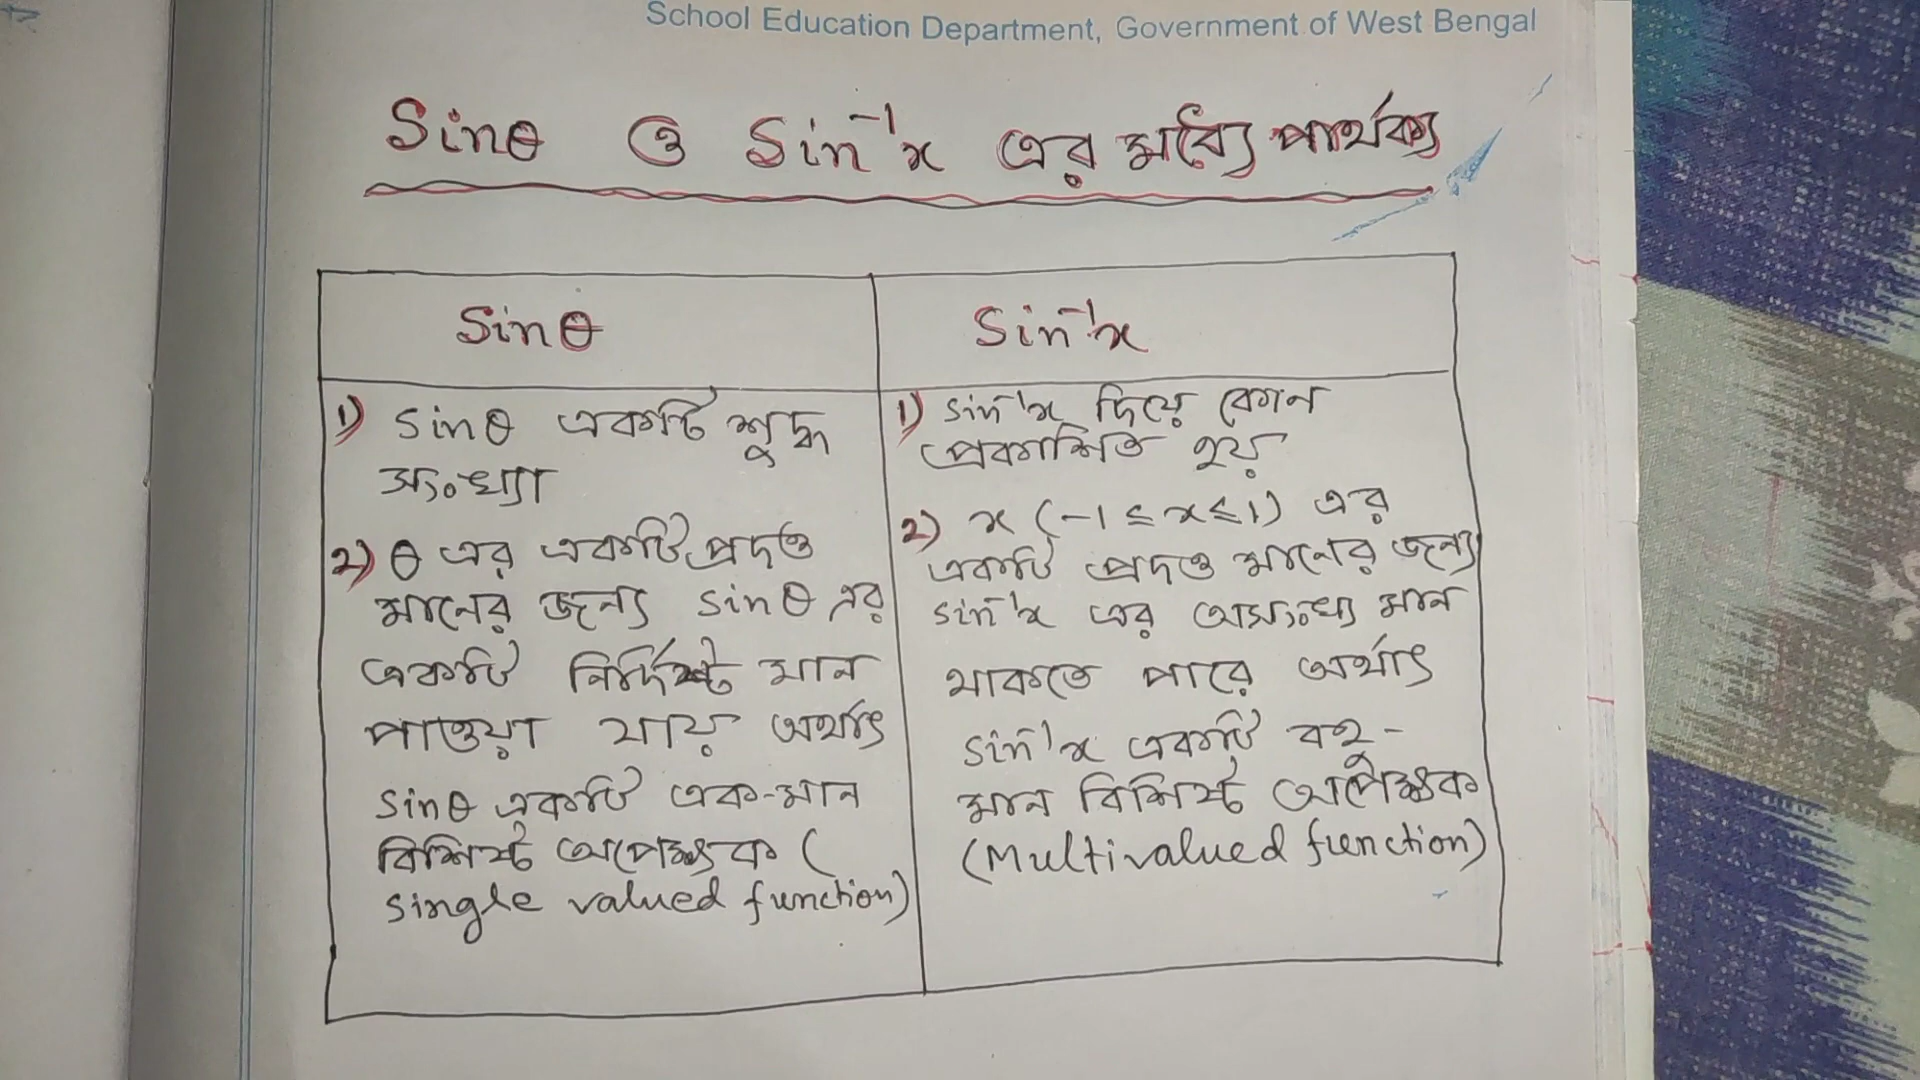 School Education Department, Government of West Bengal
Sinθ ও Sin⁻¹x এর মধ্যে পার্থক্য
Sinθ
Sin⁻¹x
1) sinθ একটি শুদ্ধ
সংখ্যা
2) θ এর একটি প্রদত্ত
মানের জন্য sinθ এর
একটি নির্দিষ্ট মান
পাওয়া যায় অর্থাৎ
sinθ একটি এক-মান
বিশিষ্ট অপেক্ষক (
single valued function)
1) sin⁻¹x দিয়ে কোন
প্রকাশিত হয়
2) x (-1 ≤ x ≤ 1) এর
একটি প্রদত্ত মানের জন্য
sin⁻¹x এর অসংখ্য মান
থাকতে পারে অর্থাৎ
sin⁻¹x একটি বহু-
মান বিশিষ্ট অপেক্ষক
(Multivalued function)